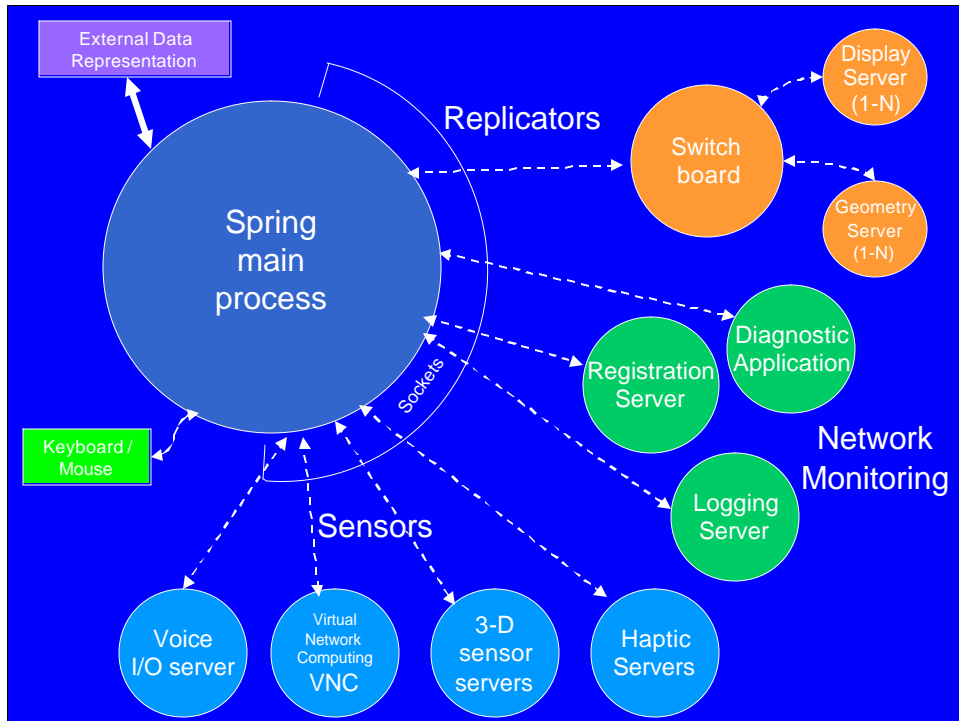 External Data
Representation
Replicators
Display
Server
(1-N)
Switch
board
Geometry
Server
(1-N)
Spring
main
process
Sockets
Diagnostic
Application
Registration
Server
Network
Monitoring
Logging
Server
Keyboard /
Mouse
Sensors
Voice
I/O server
Virtual
Network
Computing
VNC
3-D
sensor
servers
Haptic
Servers